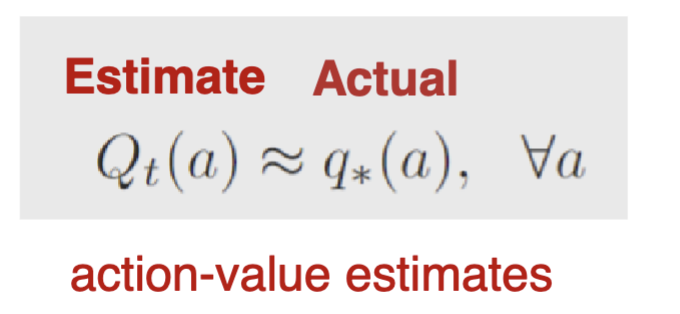 Estimate Actual
Qₜ(a) ≈ q∗(a), ∀a
action-value estimates